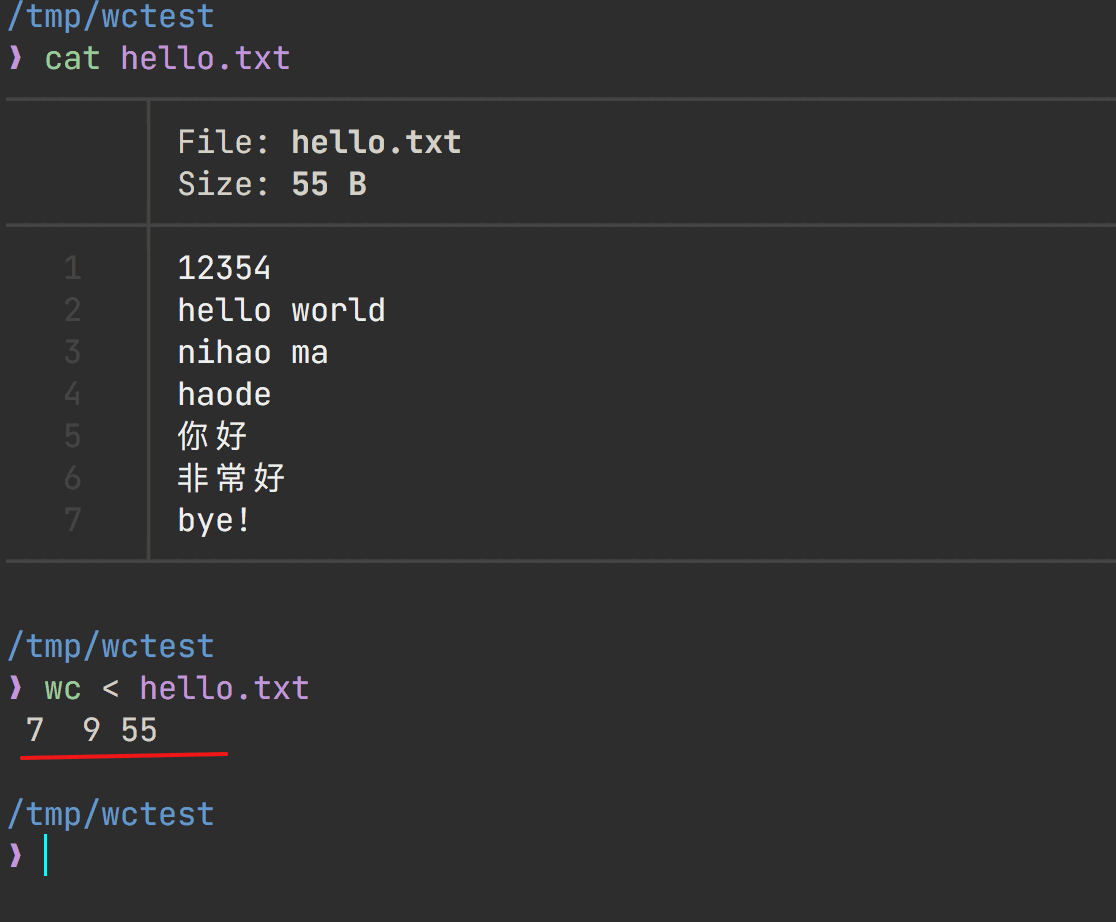 /tmp/wctest
❯ cat hello.txt
File: hello.txt
Size: 55 B
1 12354
2 hello world
3 nihao ma
4 haode
5 你好
6 非常好
7 bye!
/tmp/wctest
❯ wc < hello.txt
7  9 55
/tmp/wctest
❯